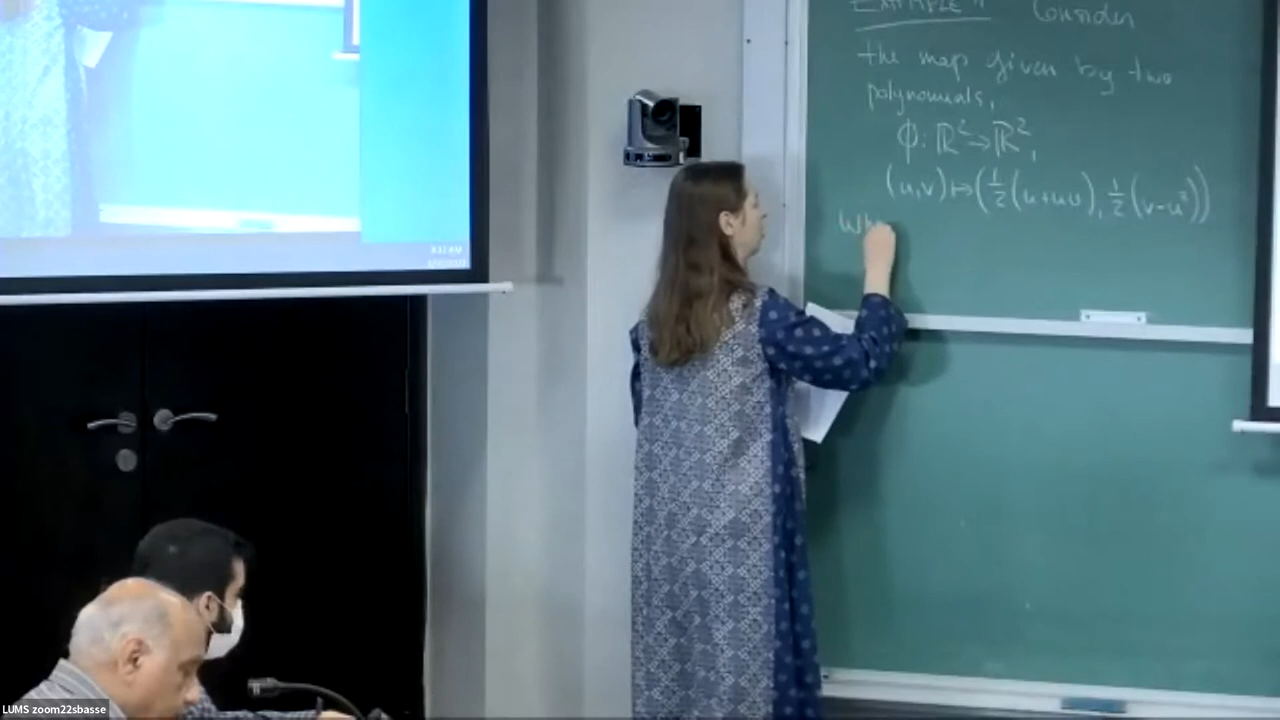 EXAMPLE 1: Consider
the map given by two
polynomials,
ϕ: ℝ² → ℝ²,
(u,v) ↦ (½(u+uv), ½(v-u²))
Wh
LUMS zoom22sbasse